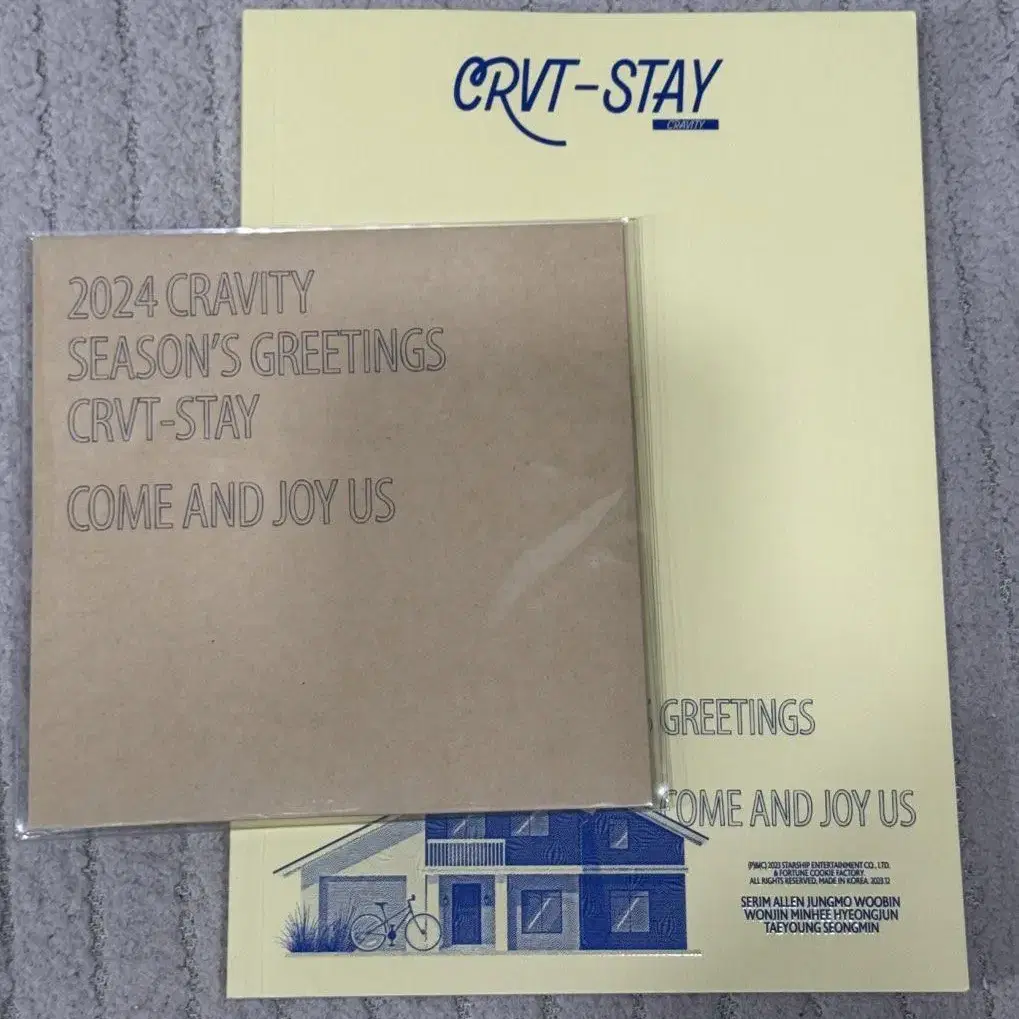 CRVT-STAY
CRAVITY
2024 CRAVITY
SEASON'S GREETINGS
CRVT-STAY
COME AND JOY US
GREETINGS
COME AND JOY US
(P)&(C) 2023 STARSHIP ENTERTAINMENT CO., LTD.
& FORTUNE COOKIE FACTORY.
ALL RIGHTS RESERVED. MADE IN KOREA. 2023.12
SERIM ALLEN JUNGMO WOOBIN
WONJIN MINHEE HYEONGJUN
TAEYOUNG SEONGMIN